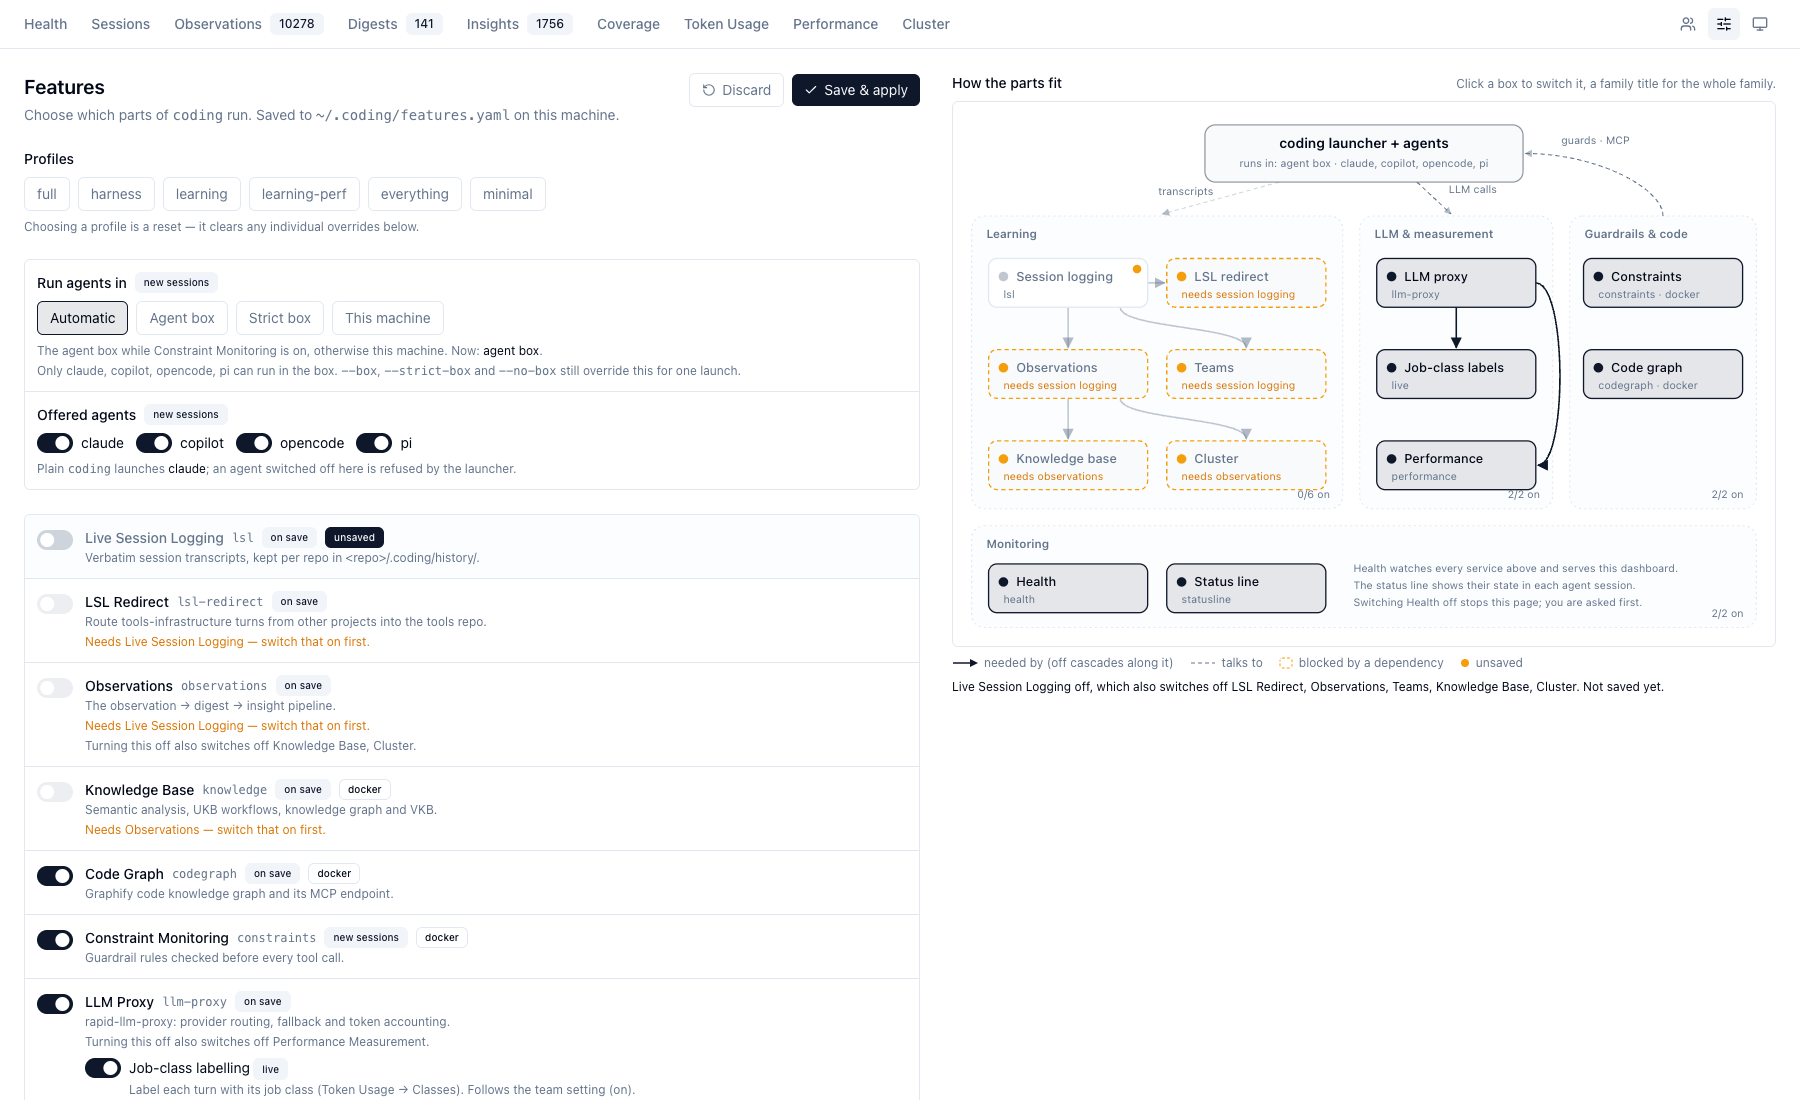 Health Sessions Observations 10278 Digests 141 Insights 1756 Coverage Token Usage Performance Cluster
Features
Discard
Save & apply
Choose which parts of coding run. Saved to ~/.coding/features.yaml on this machine.
Profiles
full harness learning learning-perf everything minimal
Choosing a profile is a reset — it clears any individual overrides below.
Run agents in new sessions
Automatic Agent box Strict box This machine
The agent box while Constraint Monitoring is on, otherwise this machine. Now: agent box.
Only claude, copilot, opencode, pi can run in the box. --box, --strict-box and --no-box still override this for one launch.
Offered agents new sessions
claude copilot opencode pi
Plain coding launches claude; an agent switched off here is refused by the launcher.
Live Session Logging lsl on save unsaved
Verbatim session transcripts, kept per repo in <repo>/.coding/history/.
LSL Redirect lsl-redirect on save
Route tools-infrastructure turns from other projects into the tools repo.
Needs Live Session Logging — switch that on first.
Observations observations on save
The observation → digest → insight pipeline.
Needs Live Session Logging — switch that on first.
Turning this off also switches off Knowledge Base, Cluster.
Knowledge Base knowledge on save docker
Semantic analysis, UKB workflows, knowledge graph and VKB.
Needs Observations — switch that on first.
Code Graph codegraph on save docker
Graphify code knowledge graph and its MCP endpoint.
Constraint Monitoring constraints new sessions docker
Guardrail rules checked before every tool call.
LLM Proxy llm-proxy on save
rapid-llm-proxy: provider routing, fallback and token accounting.
Turning this off also switches off Performance Measurement.
Job-class labelling live
Label each turn with its job class (Token Usage → Classes). Follows the team setting (on).
How the parts fit
Click a box to switch it, a family title for the whole family.
coding launcher + agents
runs in: agent box · claude, copilot, opencode, pi
guards · MCP
transcripts
LLM calls
Learning
Session logging
lsl
LSL redirect
needs session logging
Observations
needs session logging
Teams
needs session logging
Knowledge base
needs observations
Cluster
needs observations
0/6 on
LLM & measurement
LLM proxy
llm-proxy
Job-class labels
live
Performance
performance
2/2 on
Guardrails & code
Constraints
constraints · docker
Code graph
codegraph · docker
2/2 on
Monitoring
Health
health
Status line
statusline
Health watches every service above and serves this dashboard.
The status line shows their state in each agent session.
Switching Health off stops this page; you are asked first.
2/2 on
needed by (off cascades along it) talks to blocked by a dependency unsaved
Live Session Logging off, which also switches off LSL Redirect, Observations, Teams, Knowledge Base, Cluster. Not saved yet.